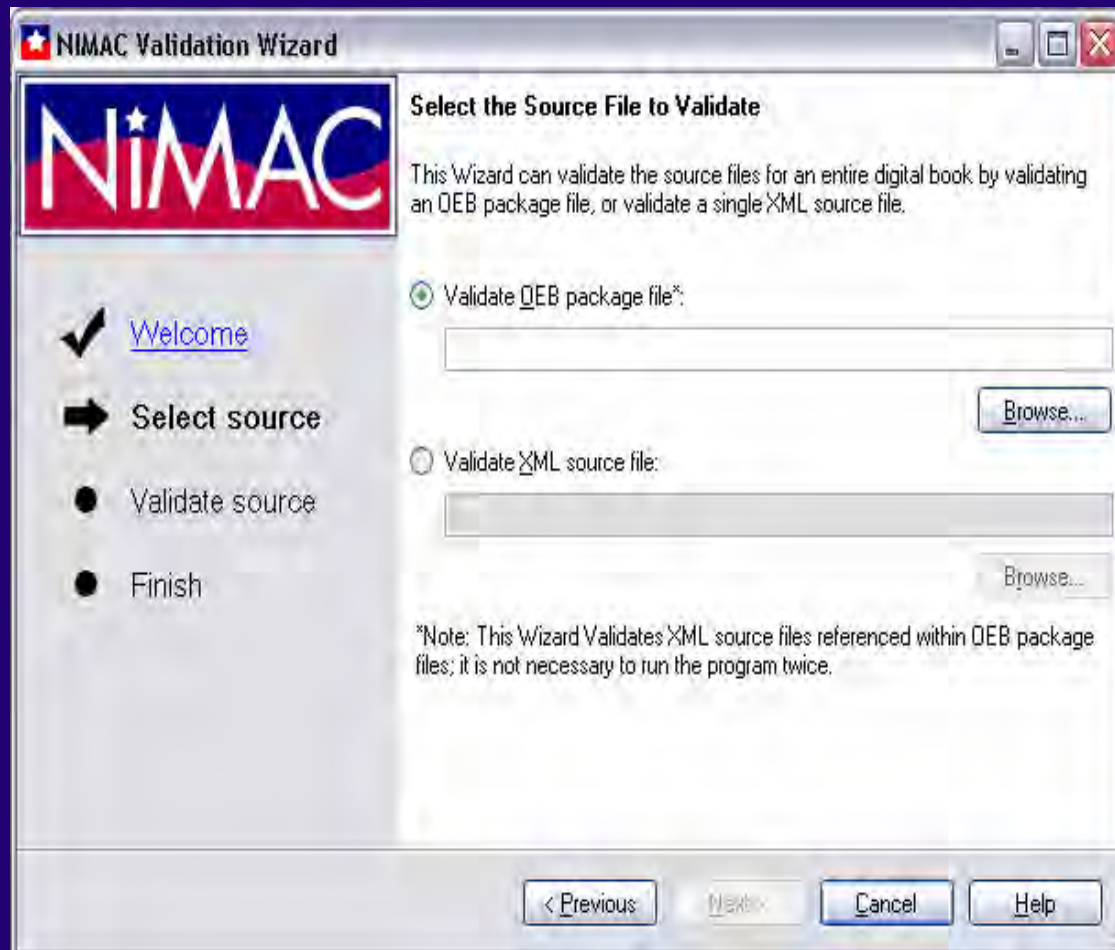 NIMAC Validation Wizard
NiMAC
Welcome
Select source
Validate source
Finish
Select the Source File to Validate
This Wizard can validate the source files for an entire digital book by validating
an OEB package file, or validate a single XML source file.
Validate OEB package file*:
Browse...
Validate XML source file:
Browse...
*Note: This Wizard Validates XML source files referenced within OEB package
files; it is not necessary to run the program twice.
< Previous
Next >
Cancel
Help